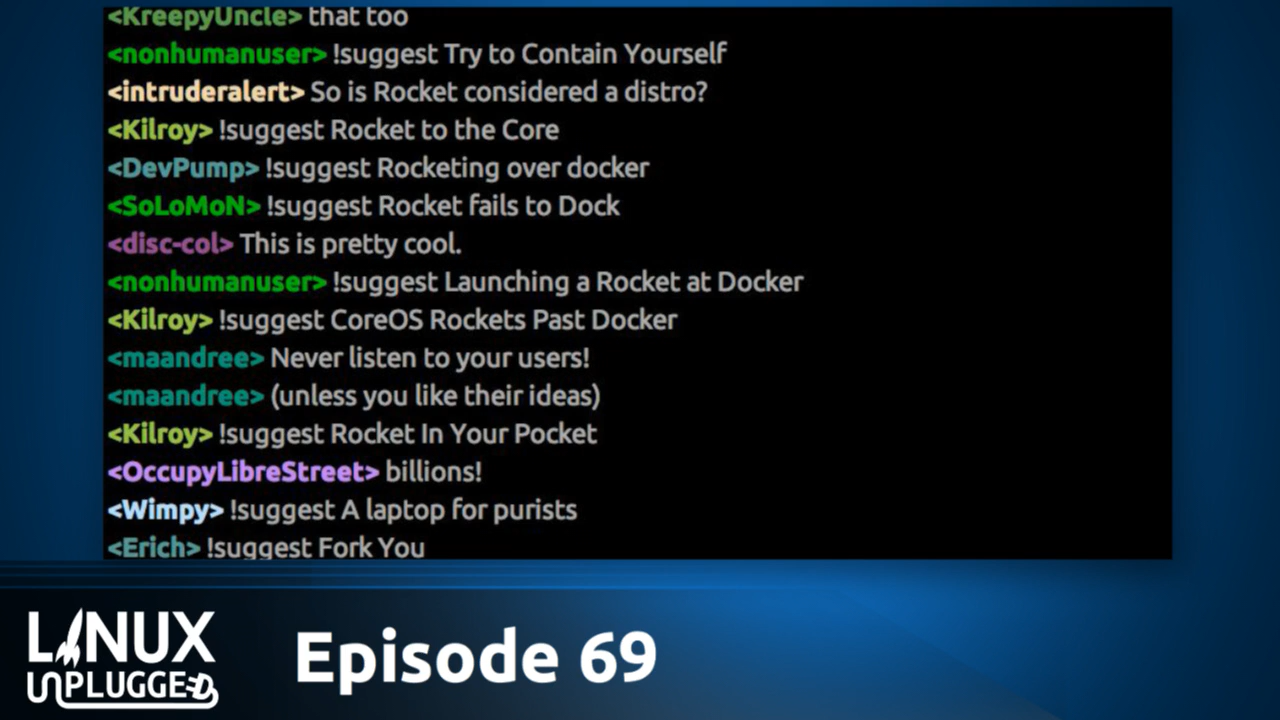 <KreepyUncle> that too
<nonhumanuser> !suggest Try to Contain Yourself
<intruderalert> So is Rocket considered a distro?
<Kilroy> !suggest Rocket to the Core
<DevPump> !suggest Rocketing over docker
<SoLoMoN> !suggest Rocket fails to Dock
<disc-col> This is pretty cool.
<nonhumanuser> !suggest Launching a Rocket at Docker
<Kilroy> !suggest CoreOS Rockets Past Docker
<maandree> Never listen to your users!
<maandree> (unless you like their ideas)
<Kilroy> !suggest Rocket In Your Pocket
<OccupyLibreStreet> billions!
<Wimpy> !suggest A laptop for purists
<Erich> !suggest Fork You
LINUX
UNPLUGGED
Episode 69